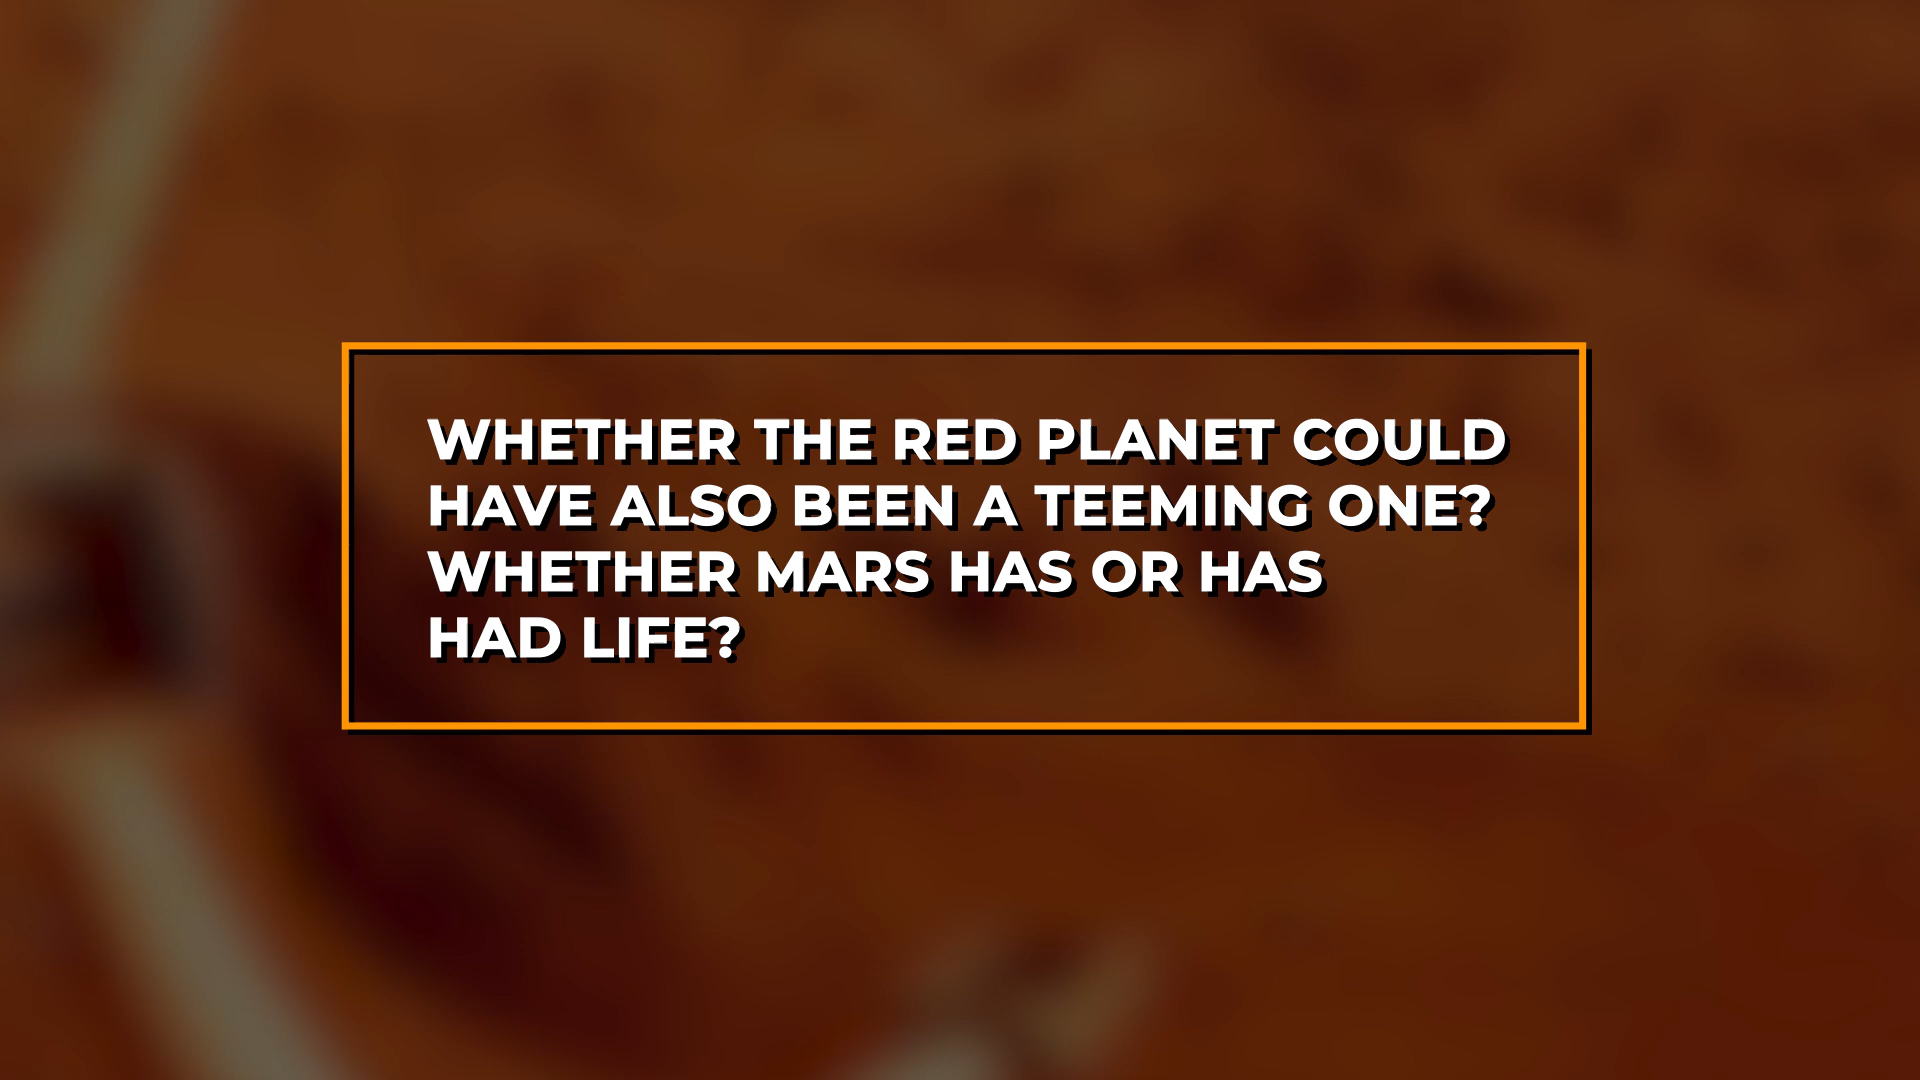 WHETHER THE RED PLANET COULD
HAVE ALSO BEEN A TEEMING ONE?
WHETHER MARS HAS OR HAS
HAD LIFE?